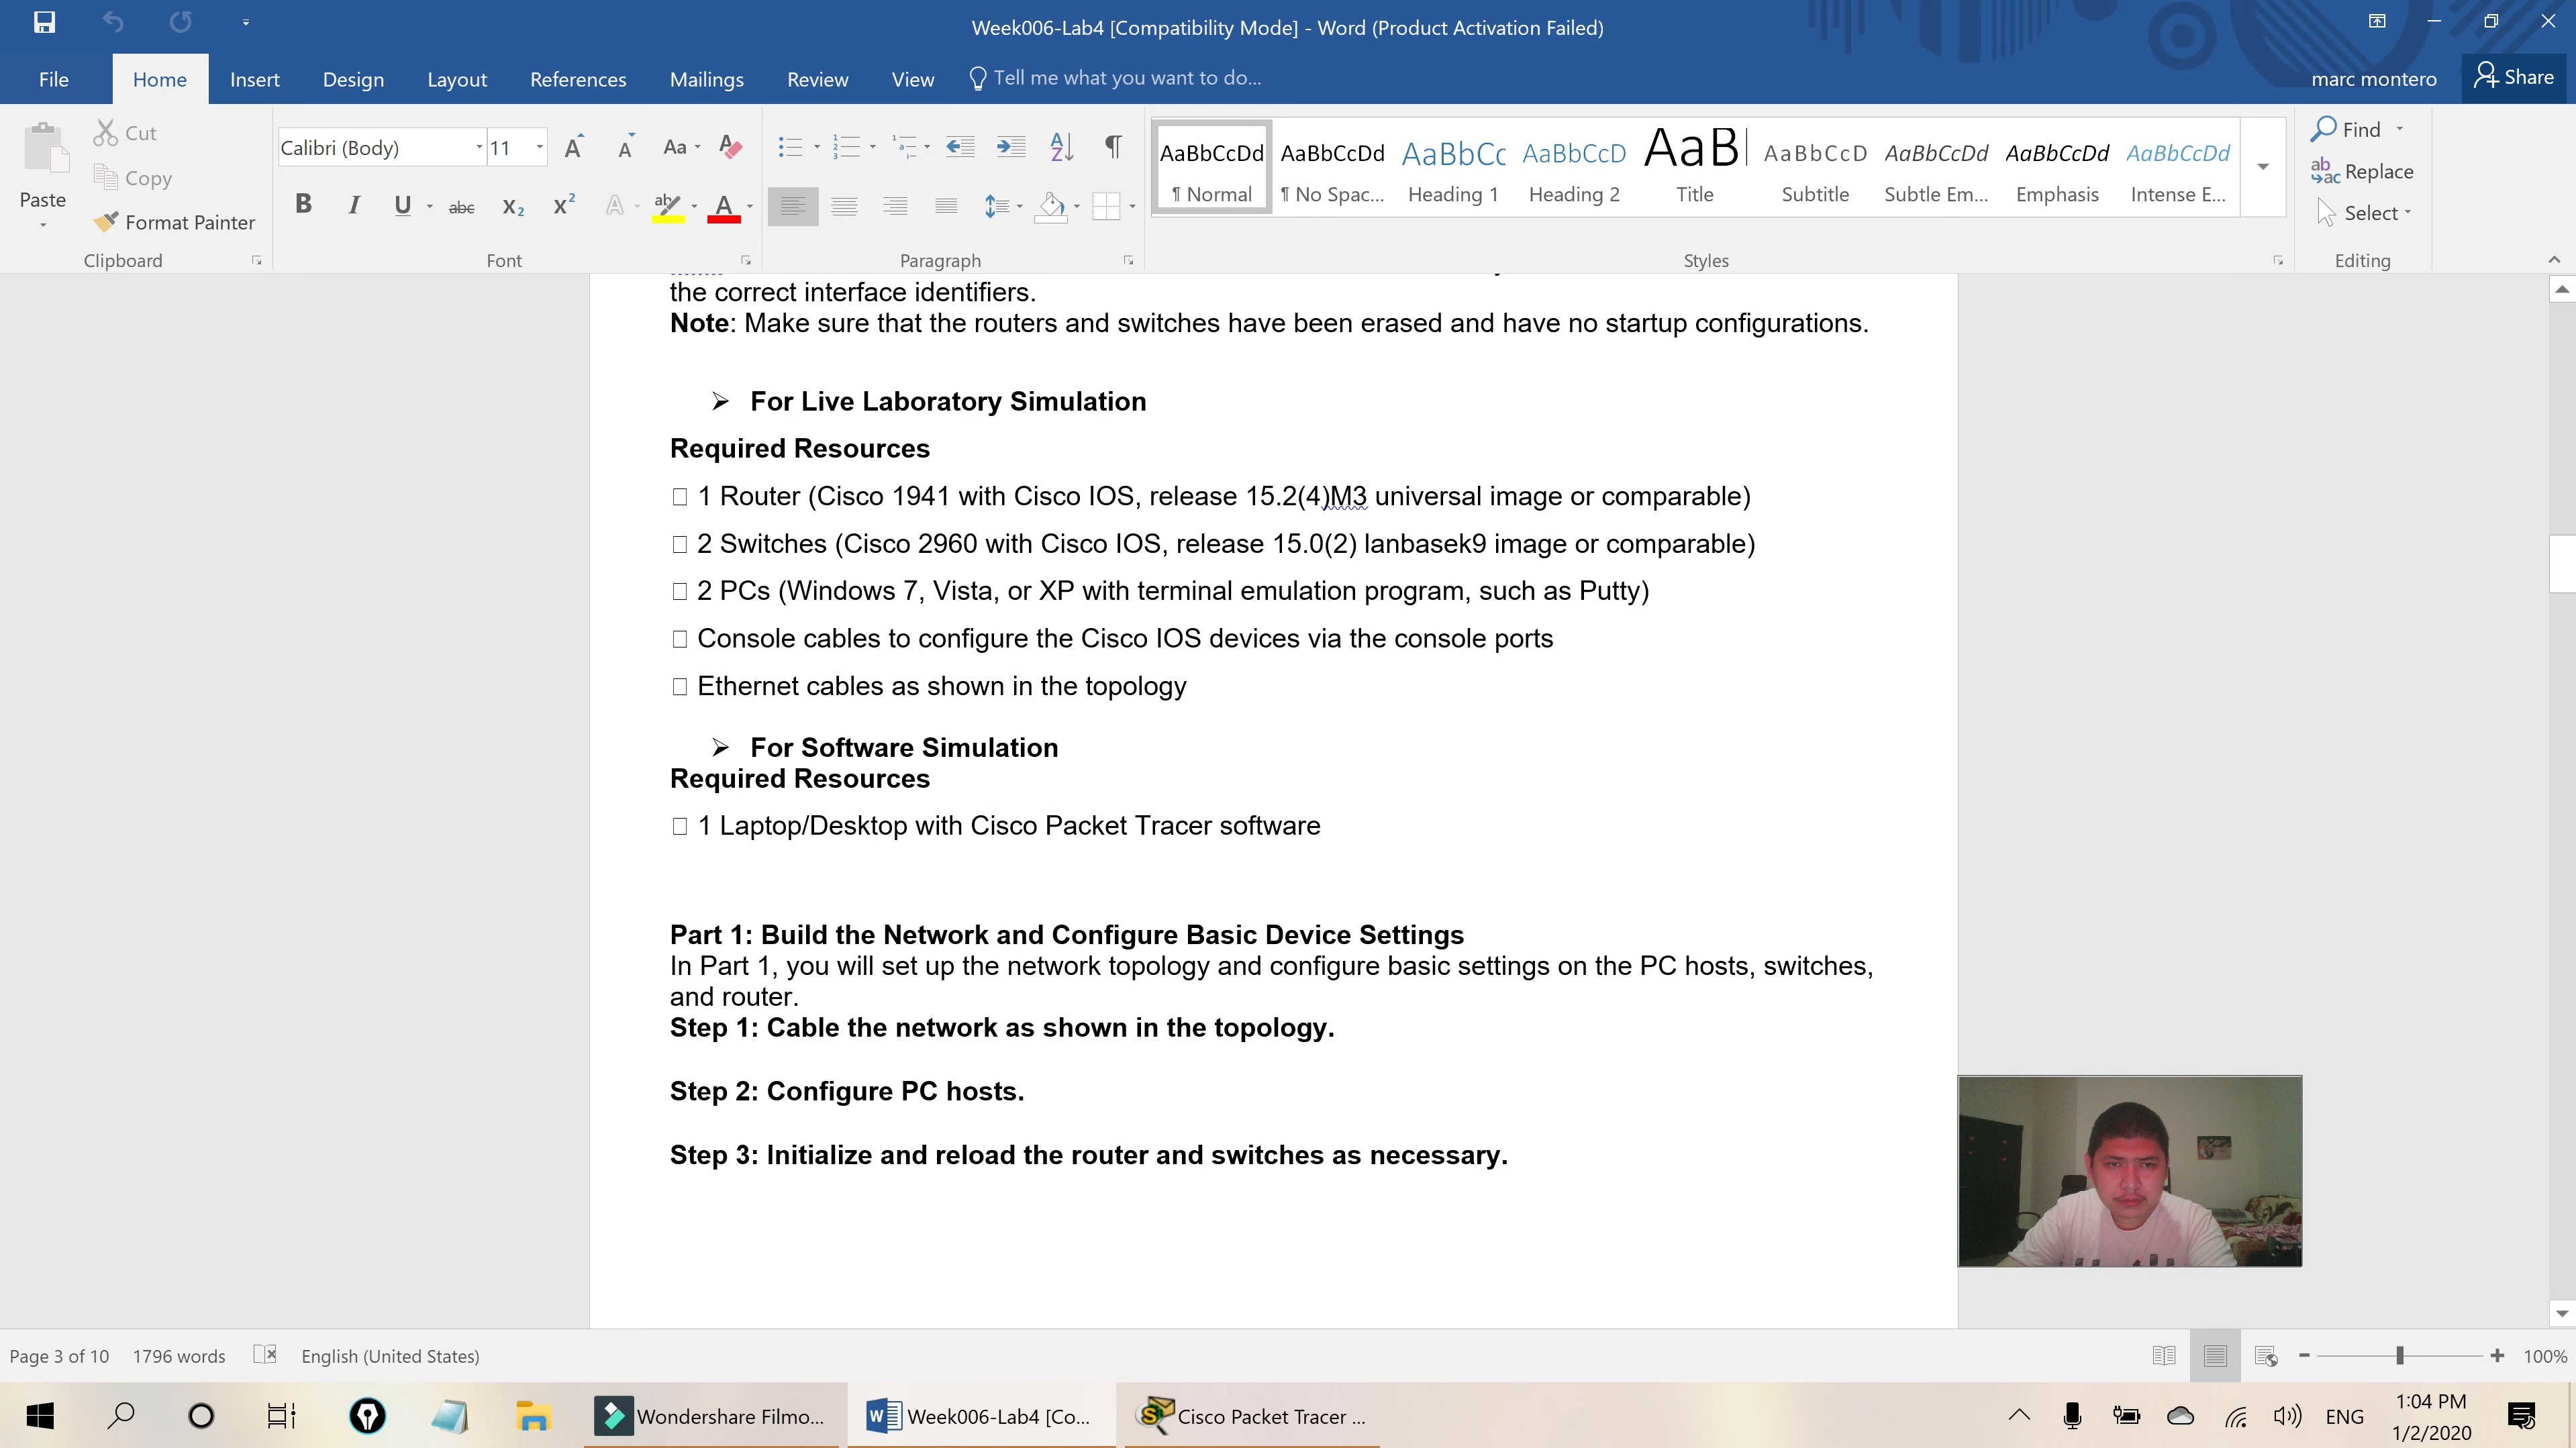 Week006-Lab4 [Compatibility Mode] - Word (Product Activation Failed)
File Home Insert Design Layout References Mailings Review View Tell me what you want to do... marc montero Share
Paste
Cut
Copy
Format Painter
Clipboard
Calibri (Body) 11
Font
Paragraph
AaBbCcDd AaBbCcDd AaBbCc AaBbCcD AaB AaBbCcD AaBbCcDd AaBbCcDd AaBbCcDd
¶ Normal ¶ No Spac... Heading 1 Heading 2 Title Subtitle Subtle Em... Emphasis Intense E...
Styles
Find
Replace
Select
Editing
the correct interface identifiers.
Note: Make sure that the routers and switches have been erased and have no startup configurations.
➢ For Live Laboratory Simulation
Required Resources
□ 1 Router (Cisco 1941 with Cisco IOS, release 15.2(4)M3 universal image or comparable)
□ 2 Switches (Cisco 2960 with Cisco IOS, release 15.0(2) lanbasek9 image or comparable)
□ 2 PCs (Windows 7, Vista, or XP with terminal emulation program, such as Putty)
□ Console cables to configure the Cisco IOS devices via the console ports
□ Ethernet cables as shown in the topology
➢ For Software Simulation
Required Resources
□ 1 Laptop/Desktop with Cisco Packet Tracer software
Part 1: Build the Network and Configure Basic Device Settings
In Part 1, you will set up the network topology and configure basic settings on the PC hosts, switches,
and router.
Step 1: Cable the network as shown in the topology.
Step 2: Configure PC hosts.
Step 3: Initialize and reload the router and switches as necessary.
Page 3 of 10 1796 words English (United States) 100%
Wondershare Filmo... Week006-Lab4 [Co... Cisco Packet Tracer ... ENG 1:04 PM
1/2/2020